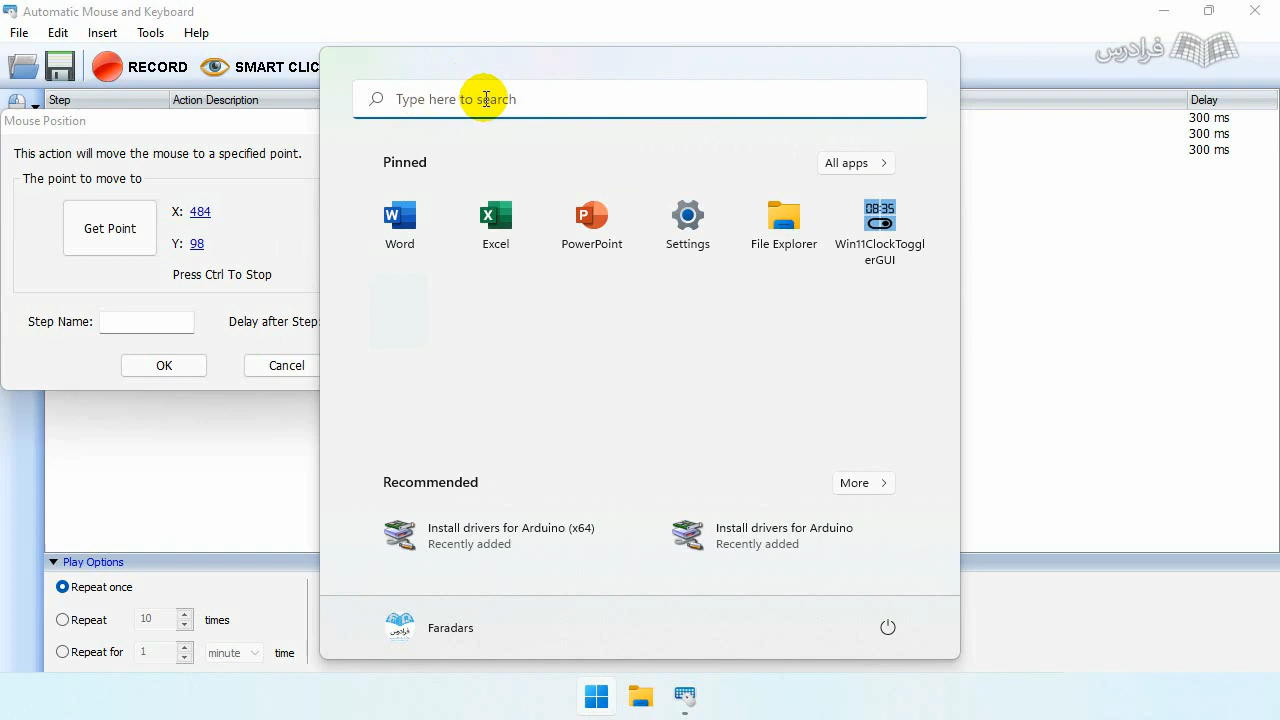 Automatic Mouse and Keyboard
File Edit Insert Tools Help
فرادرس
RECORD SMART CLIC
Step Action Description Delay
300 ms
300 ms
300 ms
Mouse Position
This action will move the mouse to a specified point.
The point to move to
Get Point
X: 484
Y: 98
Press Ctrl To Stop
Step Name: Delay after Step:
OK Cancel
Type here to search
Pinned All apps
Word Excel PowerPoint Settings File Explorer Win11ClockToggl
erGUI
08:35
Recommended More
Install drivers for Arduino (x64)
Recently added
Install drivers for Arduino
Recently added
Faradars
فرادرس
Play Options
Repeat once
Repeat 10 times
Repeat for 1 minute time